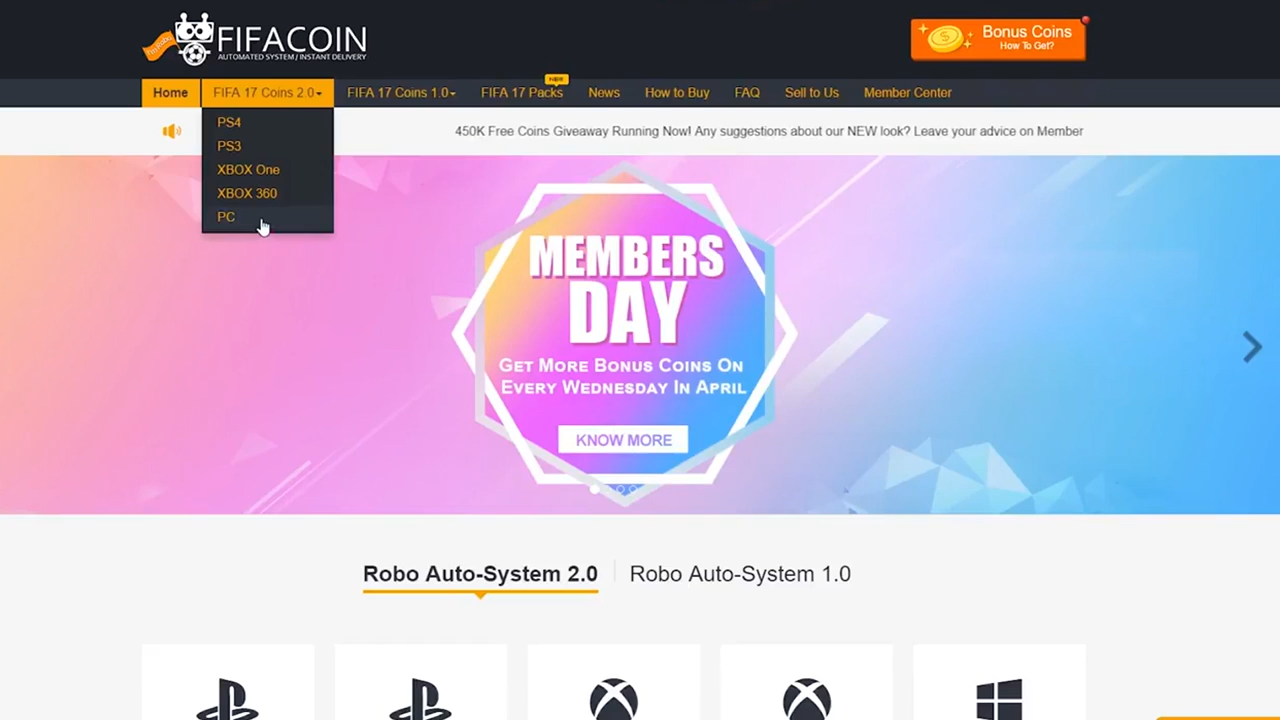 FIFACOIN
AUTOMATED SYSTEM / INSTANT DELIVERY
Bonus Coins
How To Get?
Home
FIFA 17 Coins 2.0
FIFA 17 Coins 1.0
FIFA 17 Packs
NEW
News
How to Buy
FAQ
Sell to Us
Member Center
PS4
PS3
XBOX One
XBOX 360
PC
450K Free Coins Giveaway Running Now! Any suggestions about our NEW look? Leave your advice on Member
MEMBERS
DAY
GET MORE BONUS COINS ON
EVERY WEDNESDAY IN APRIL
KNOW MORE
Robo Auto-System 2.0
Robo Auto-System 1.0